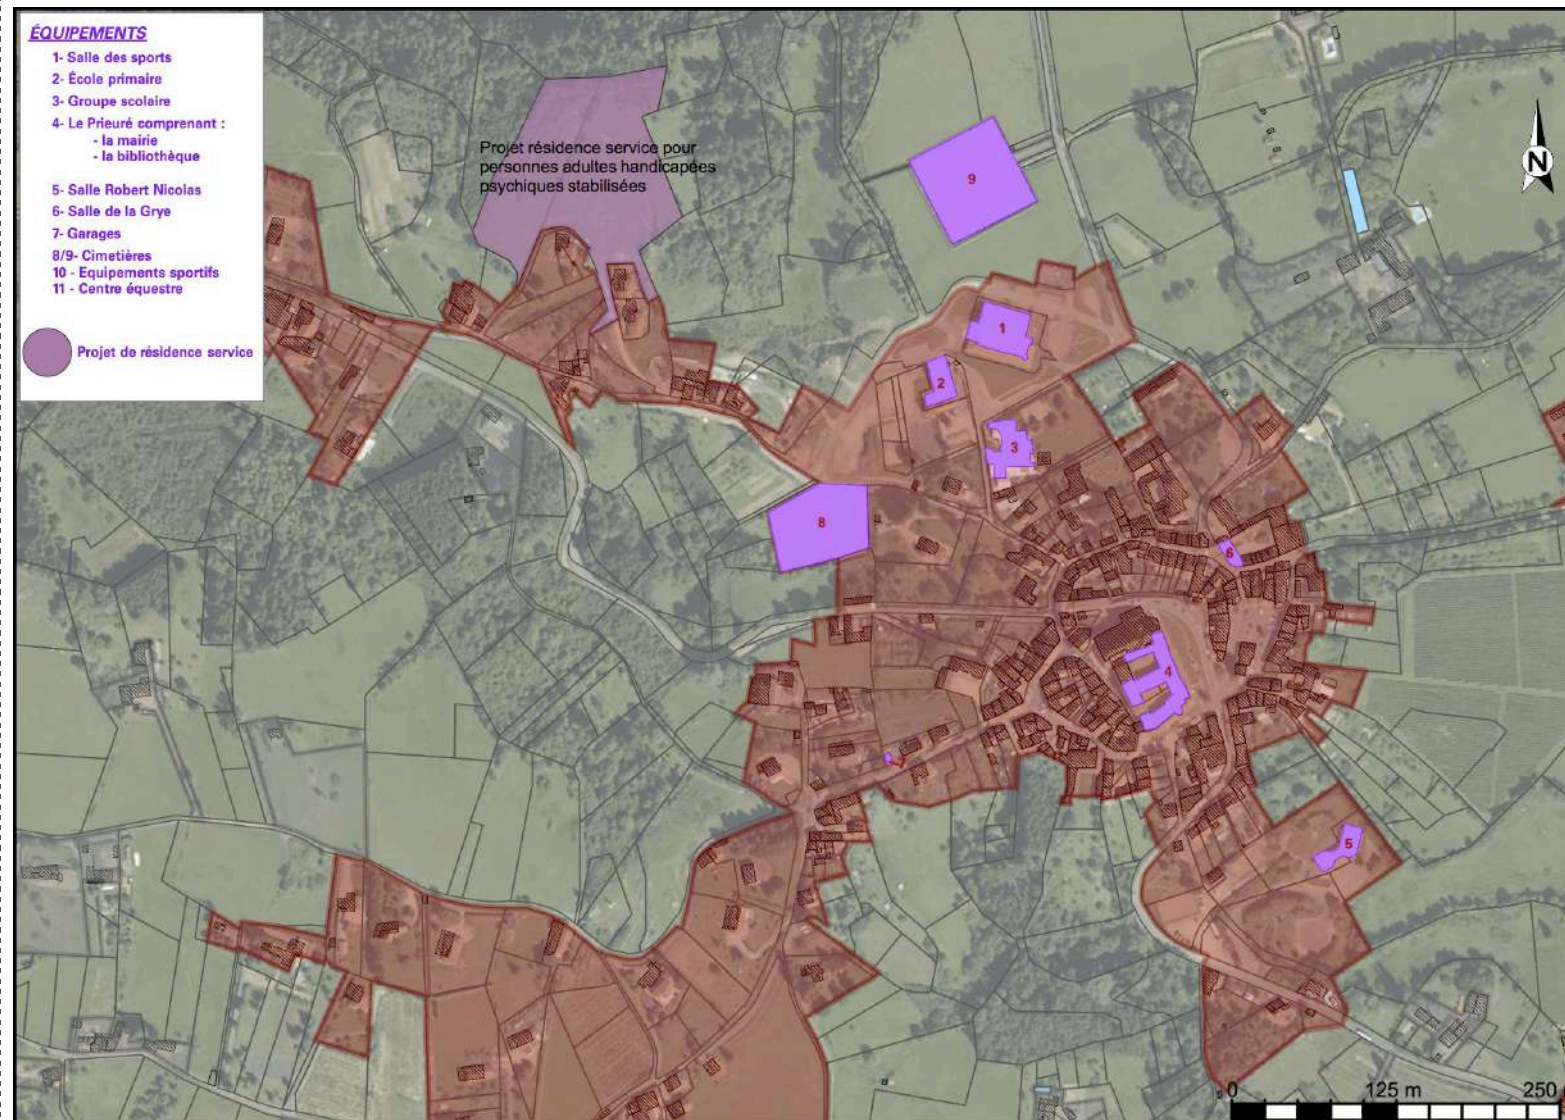 ÉQUIPEMENTS
1- Salle des sports
2- École primaire
3- Groupe scolaire
4- Le Prieuré comprenant :
- la mairie
- la bibliothèque
5- Salle Robert Nicolas
6- Salle de la Grye
7- Garages
8/9- Cimetières
10 - Equipements sportifs
11 - Centre équestre
Projet de résidence service
Projet résidence service pour
personnes adultes handicapées
psychiques stabilisées
N
9
1
2
3
8
6
4
5
0 125 m 250